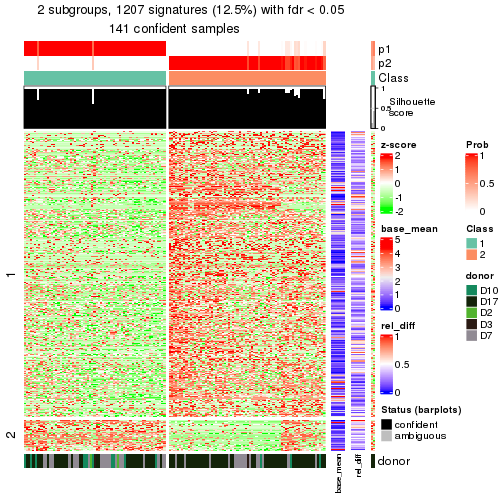 2 subgroups, 1207 signatures (12.5%) with fdr < 0.05
141 confident samples
p1
p2
Class
1
0.5
0
Silhouette
score
1
2
z-score
2
1
0
-1
-2
base_mean
5
4
3
2
1
0
rel_diff
1
0.5
0
Status (barplots)
confident
ambiguous
Prob
1
0.5
0
Class
1
2
donor
D10
D17
D2
D3
D7
donor
base_mean
rel_diff